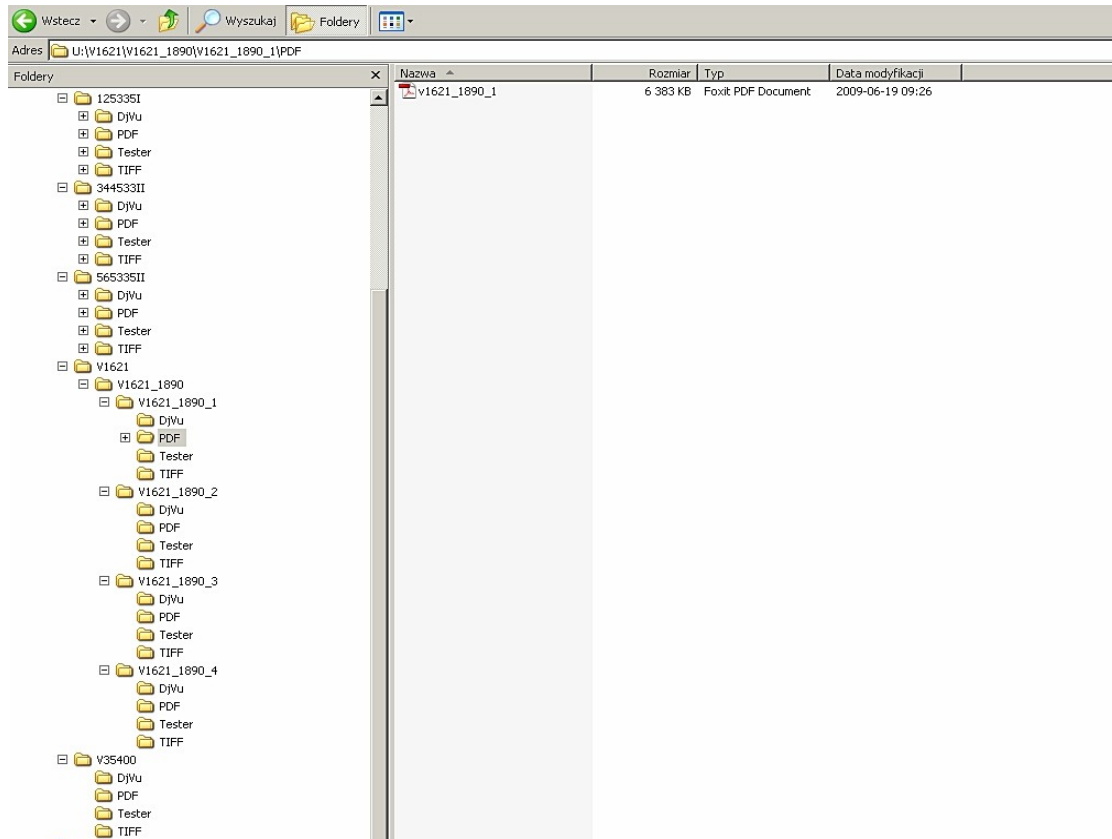 Wstecz Wyszukaj Foldery
Adres U:\V1621\V1621_1890\V1621_1890_1\PDF
Foldery
125335I
DjVu
PDF
Tester
TIFF
344533II
DjVu
PDF
Tester
TIFF
565335II
DjVu
PDF
Tester
TIFF
V1621
V1621_1890
V1621_1890_1
DjVu
PDF
Tester
TIFF
V1621_1890_2
DjVu
PDF
Tester
TIFF
V1621_1890_3
DjVu
PDF
Tester
TIFF
V1621_1890_4
DjVu
PDF
Tester
TIFF
V35400
DjVu
PDF
Tester
TIFF
Nazwa Rozmiar Typ Data modyfikacji
v1621_1890_1 6 383 KB Foxit PDF Document 2009-06-19 09:26